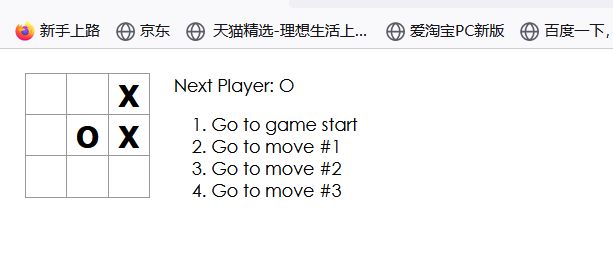 新手上路 京东 天猫精选-理想生活上... 爱淘宝PC新版 百度一下，
X
O X
Next Player: O
1. Go to game start
2. Go to move #1
3. Go to move #2
4. Go to move #3